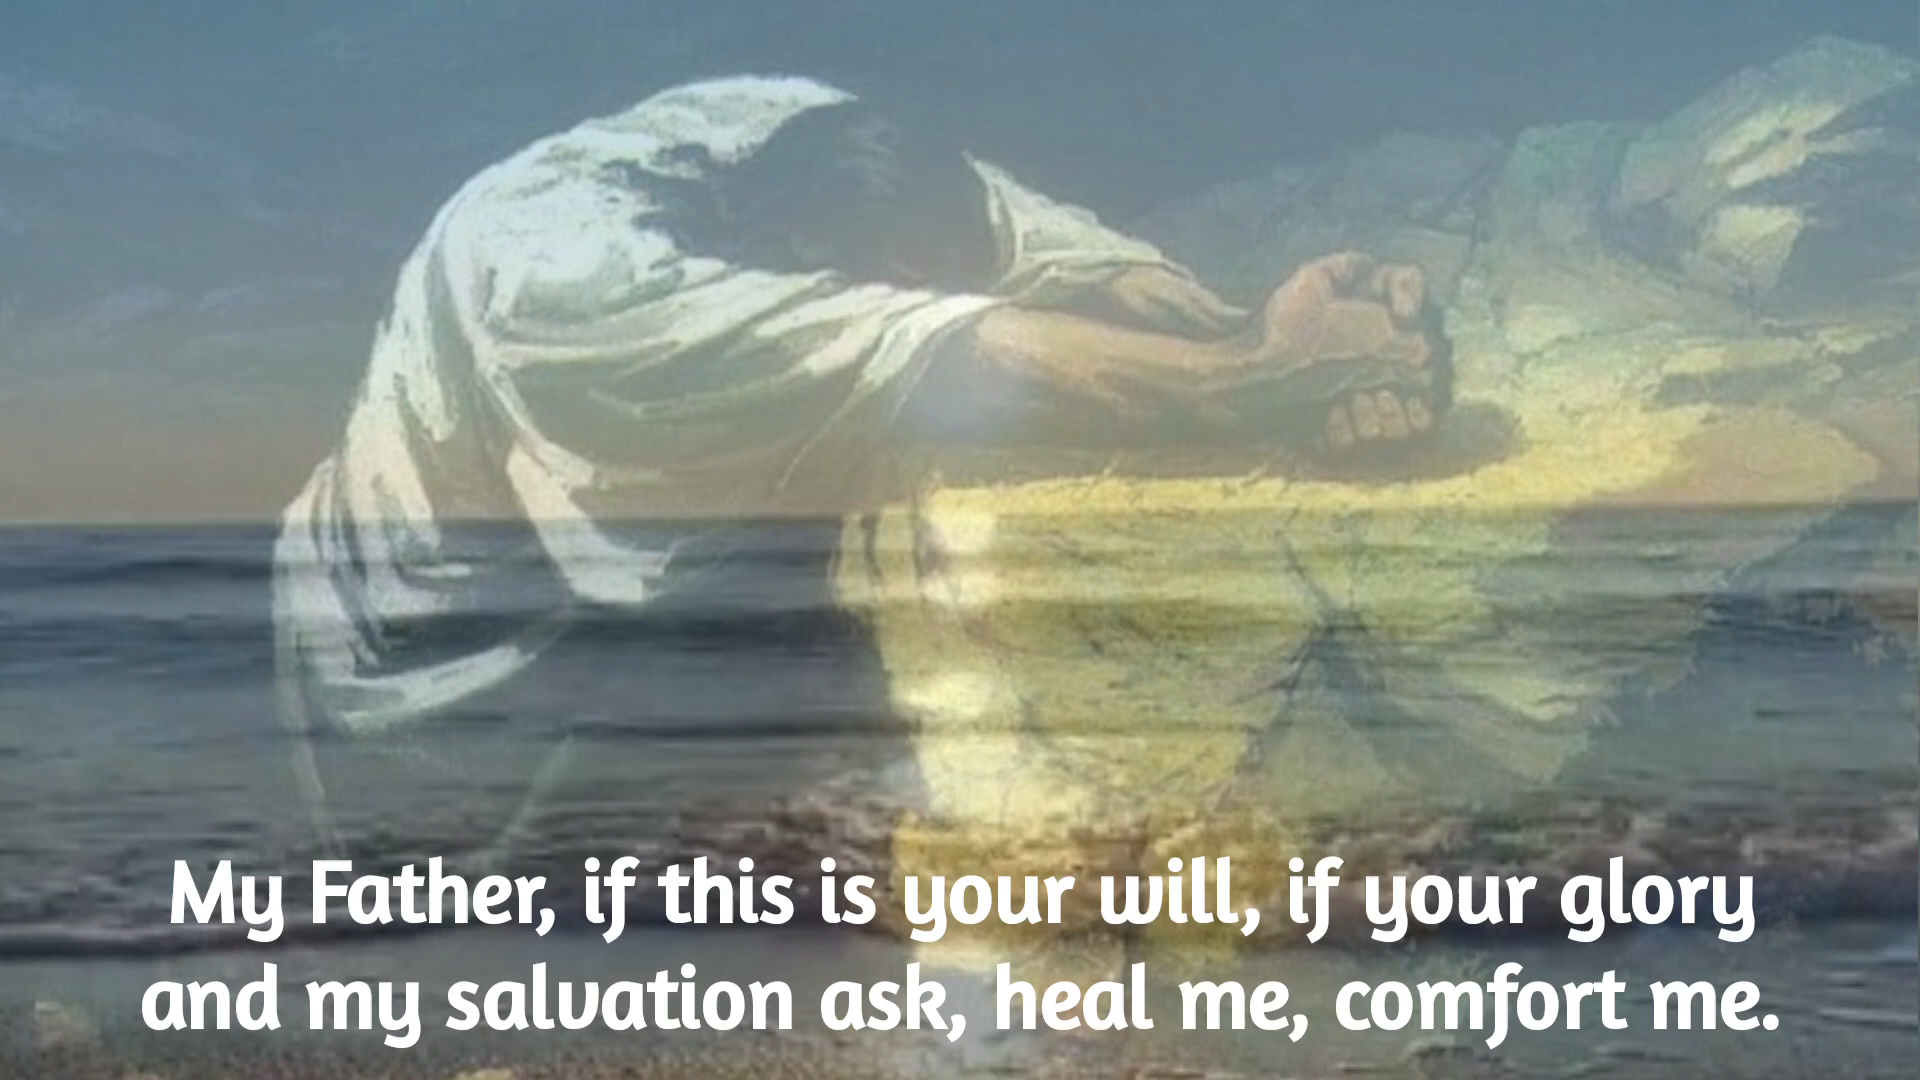 My Father, if this is your will, if your glory
and my salvation ask, heal me, comfort me.